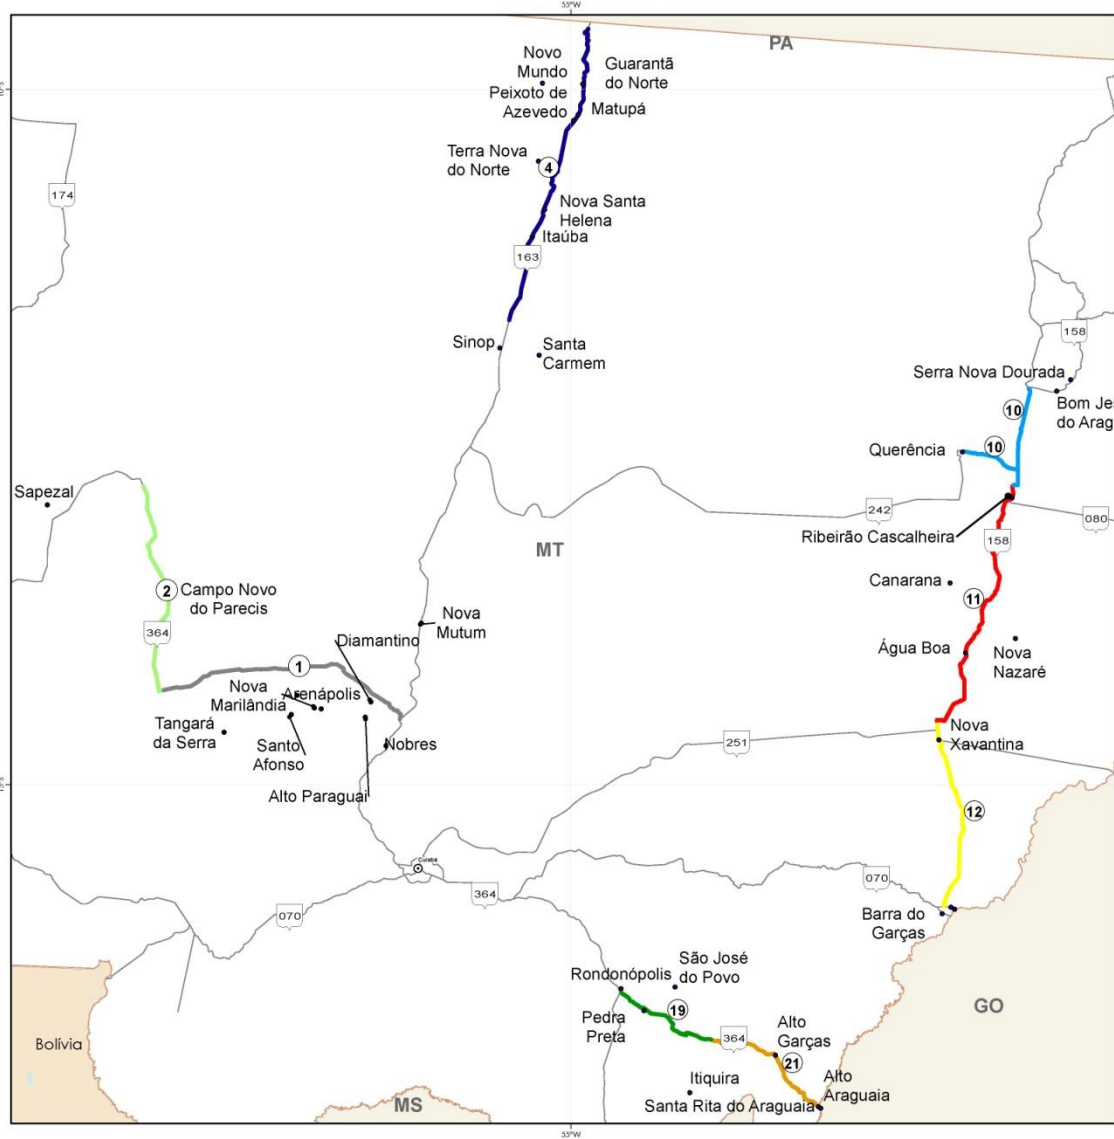 55°W
PA
Novo
Mundo
Guarantã
do Norte
Peixoto de
Azevedo
Matupá
Terra Nova
do Norte
4
174
Nova Santa
Helena
Itaúba
163
Sinop
Santa
Carmem
158
Serra Nova Dourada
Bom Jes
do Arag
10
10
Querência
Sapezal
242
080
Ribeirão Cascalheira
MT
158
2
Campo Novo
do Parecis
Canarana
11
364
Diamantino
Nova
Mutum
1
Água Boa
Nova
Nazaré
Nova
Marilândia
Arenápolis
Tangará
da Serra
Santo
Afonso
Nobres
Alto Paraguai
251
Nova
Xavantina
12
Cuiabá
364
070
070
Barra do
Garças
São José
do Povo
Rondonópolis
19
Pedra
Preta
364
Alto
Garças
21
GO
Bolívia
Itiquira
Alto
Araguaia
Santa Rita do Araguaia
MS
55°W